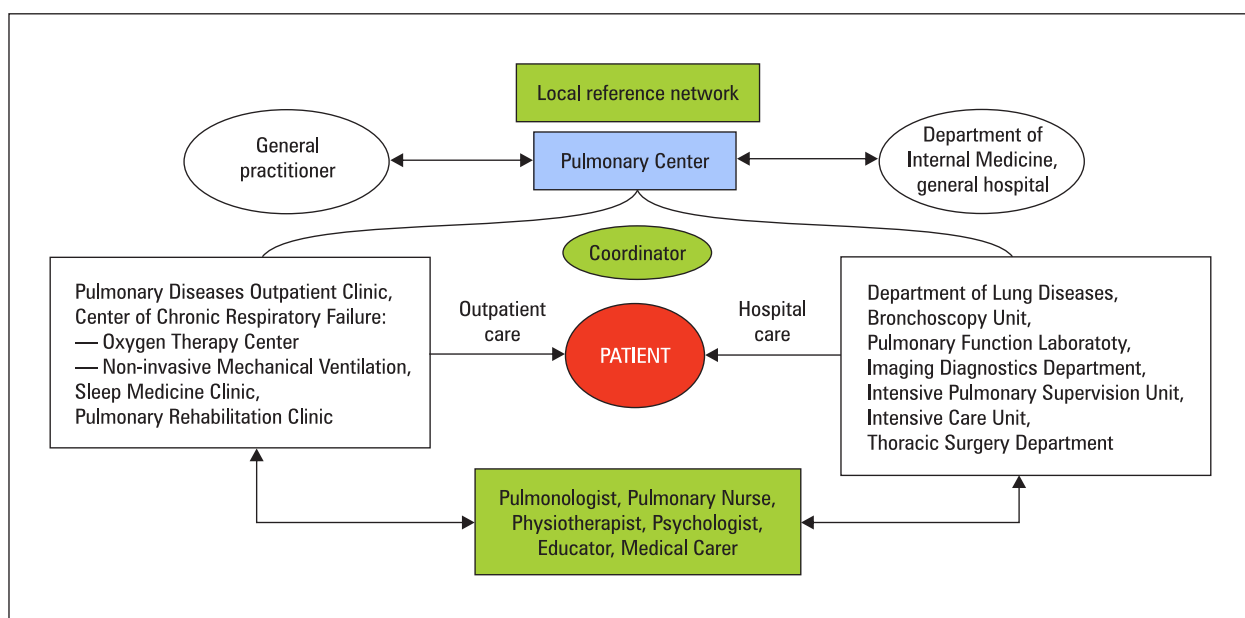 Local reference network
General
practitioner
Pulmonary Center
Department of
Internal Medicine,
general hospital
Coordinator
Pulmonary Diseases Outpatient Clinic,
Center of Chronic Respiratory Failure:
— Oxygen Therapy Center
— Non-invasive Mechanical Ventilation,
Sleep Medicine Clinic,
Pulmonary Rehabilitation Clinic
Outpatient
care
PATIENT
Hospital
care
Department of Lung Diseases,
Bronchoscopy Unit,
Pulmonary Function Laboratoty,
Imaging Diagnostics Department,
Intensive Pulmonary Supervision Unit,
Intensive Care Unit,
Thoracic Surgery Department
Pulmonologist, Pulmonary Nurse,
Physiotherapist, Psychologist,
Educator, Medical Carer